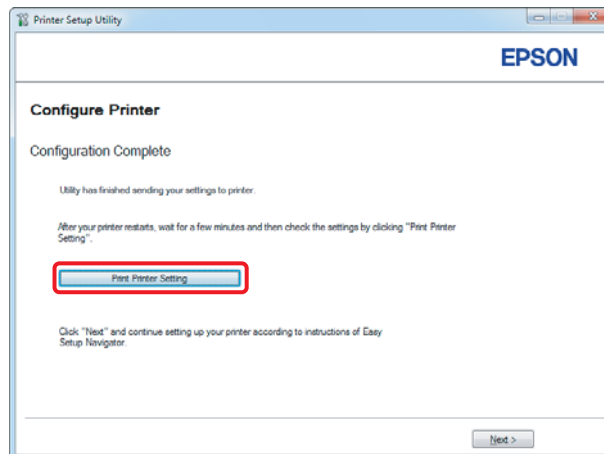 Printer Setup Utility
EPSON
Configure Printer
Configuration Complete
Utility has finished sending your settings to printer.
After your printer restarts, wait for a few minutes and then check the settings by clicking "Print Printer
Setting".
Print Printer Setting
Click "Next" and continue setting up your printer according to instructions of Easy
Setup Navigator.
Next >